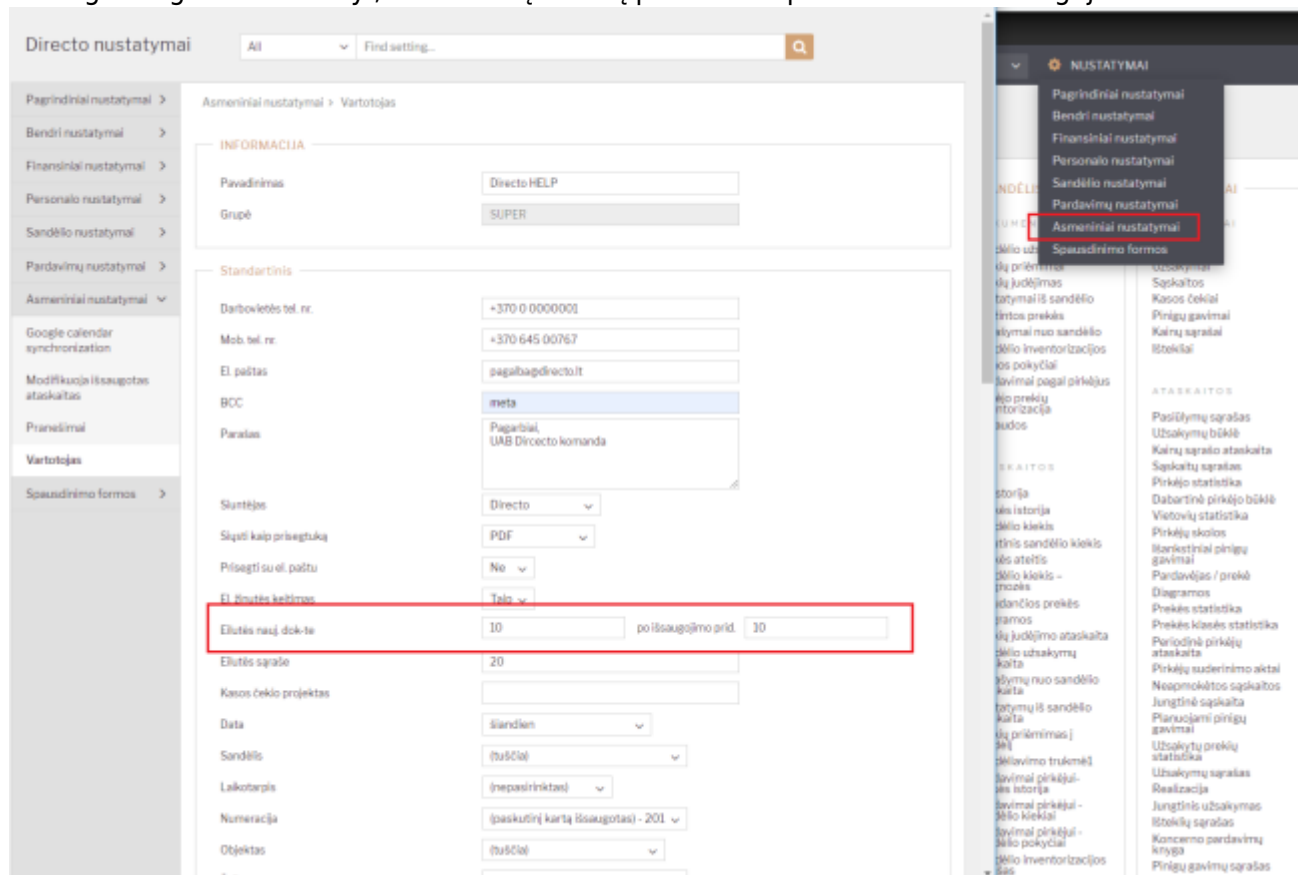 Directo nustatymai
All
Find setting...
Pagrindiniai nustatymai
Bendri nustatymai
Finansiniai nustatymai
Personalo nustatymai
Sandėlio nustatymai
Pardavimų nustatymai
Asmeniniai nustatymai
Google calendar
synchronization
Modifikuoja išsaugotas
ataskaitas
Pranešimai
Vartotojas
Spausdinimo formos
Asmeniniai nustatymai > Vartotojas
INFORMACIJA
Pavadinimas Directo HELP
Grupė SUPER
Standartinis
Darbovietės tel. nr. +370 0 0000001
Mob. tel. nr. +370 645 00767
El. paštas pagalba@directo.lt
BCC meta
Parašas Pagarbiai,
UAB Dircecto komanda
Siuntėjas Directo
Siųsti kaip prisegtuką PDF
Prisegti su el. paštu Ne
El. žinutės keitimas Taip
Eilutės nauj. dok-te 10 po išsaugojimo prid. 10
Eilutės sąraše 20
Kasos čekio projektas
Data šiandien
Sandėlis (tuščia)
Laikotarpis (nepasirinktas)
Numeracija (paskutinį kartą išsaugotas) - 201
Objektas (tuščia)
NUSTATYMAI
Pagrindiniai nustatymai
Bendri nustatymai
Finansiniai nustatymai
Personalo nustatymai
Sandėlio nustatymai
Pardavimų nustatymai
Asmeniniai nustatymai
Spausdinimo formos
Užsakymai
Sąskaitos
Kasos čekiai
Pinigų gavimai
Kainų sąrašai
Ištekliai
ATASKAITOS
Pasiūlymų sąrašas
Užsakymų būklė
Kainų sąrašo ataskaita
Sąskaitų sąrašas
Pirkėjo statistika
Dabartinė pirkėjo būklė
Vietovių statistika
Pirkėjų skolos
Išankstiniai pinigų
gavimai
Pardavėjas / prekė
Diagramos
Prekės statistika
Prekės klasės statistika
Periodinė pirkėjų
ataskaita
Pirkėjų suderinimo aktai
Neapmokėtos sąskaitos
Jungtinė sąskaita
Planuojami pinigų
gavimai
Užsakytų prekių
statistika
Užsakymų sąrašas
Realizacija
Jungtinis užsakymas
Išteklių sąrašas
Koncerno pardavimų
knyga
Pinigų gavimų sąrašas